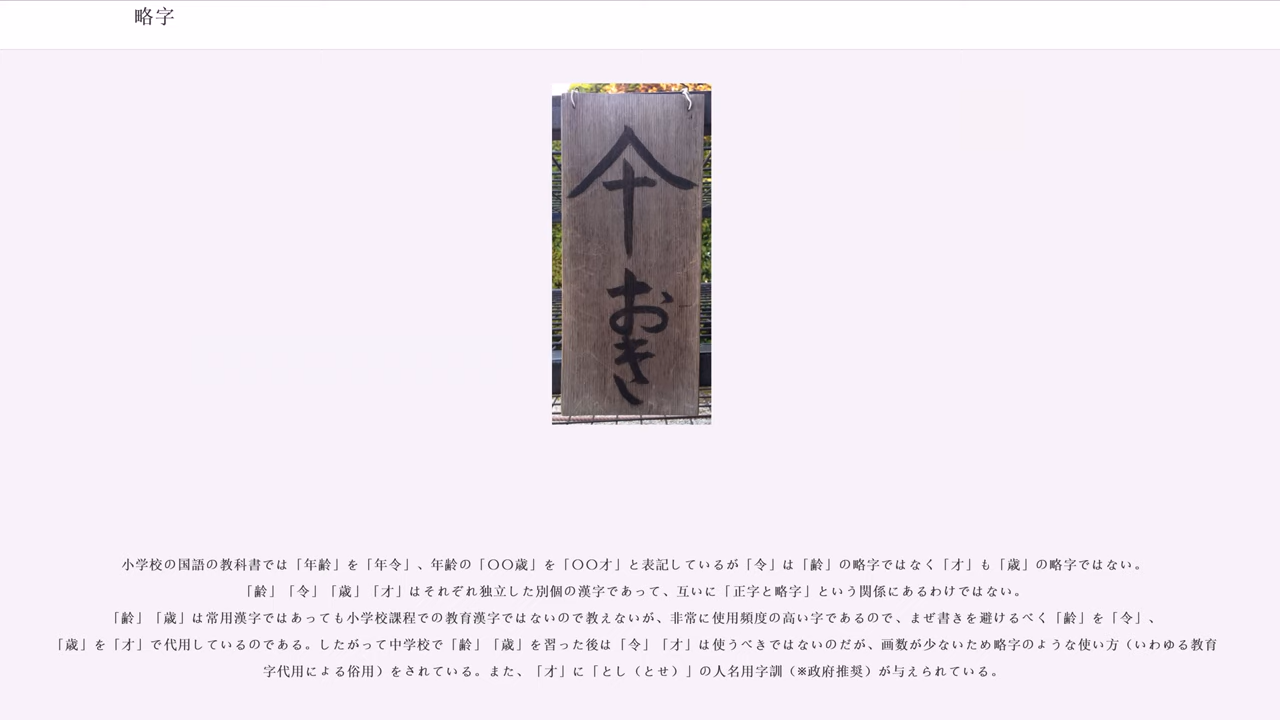 略字
仐
おきく
小学校の国語の教科書では「年齢」を「年令」、年齢の「〇〇歳」を「〇〇才」と表記しているが「令」は「齢」の略字ではなく「才」も「歳」の略字ではない。
「齢」「令」「歳」「才」はそれぞれ独立した別個の漢字であって、互いに「正字と略字」という関係にあるわけではない。
「齢」「歳」は常用漢字ではあっても小学校課程での教育漢字ではないので教えないが、非常に使用頻度の高い字であるので、まぜ書きを避けるべく「齢」を「令」、
「歳」を「才」で代用しているのである。したがって中学校で「齢」「歳」を習った後は「令」「才」は使うべきではないのだが、画数が少ないため略字のような使い方（いわゆる教育
字代用による俗用）をされている。また、「才」に「とし（とせ）」の人名用字訓（※政府推奨）が与えられている。